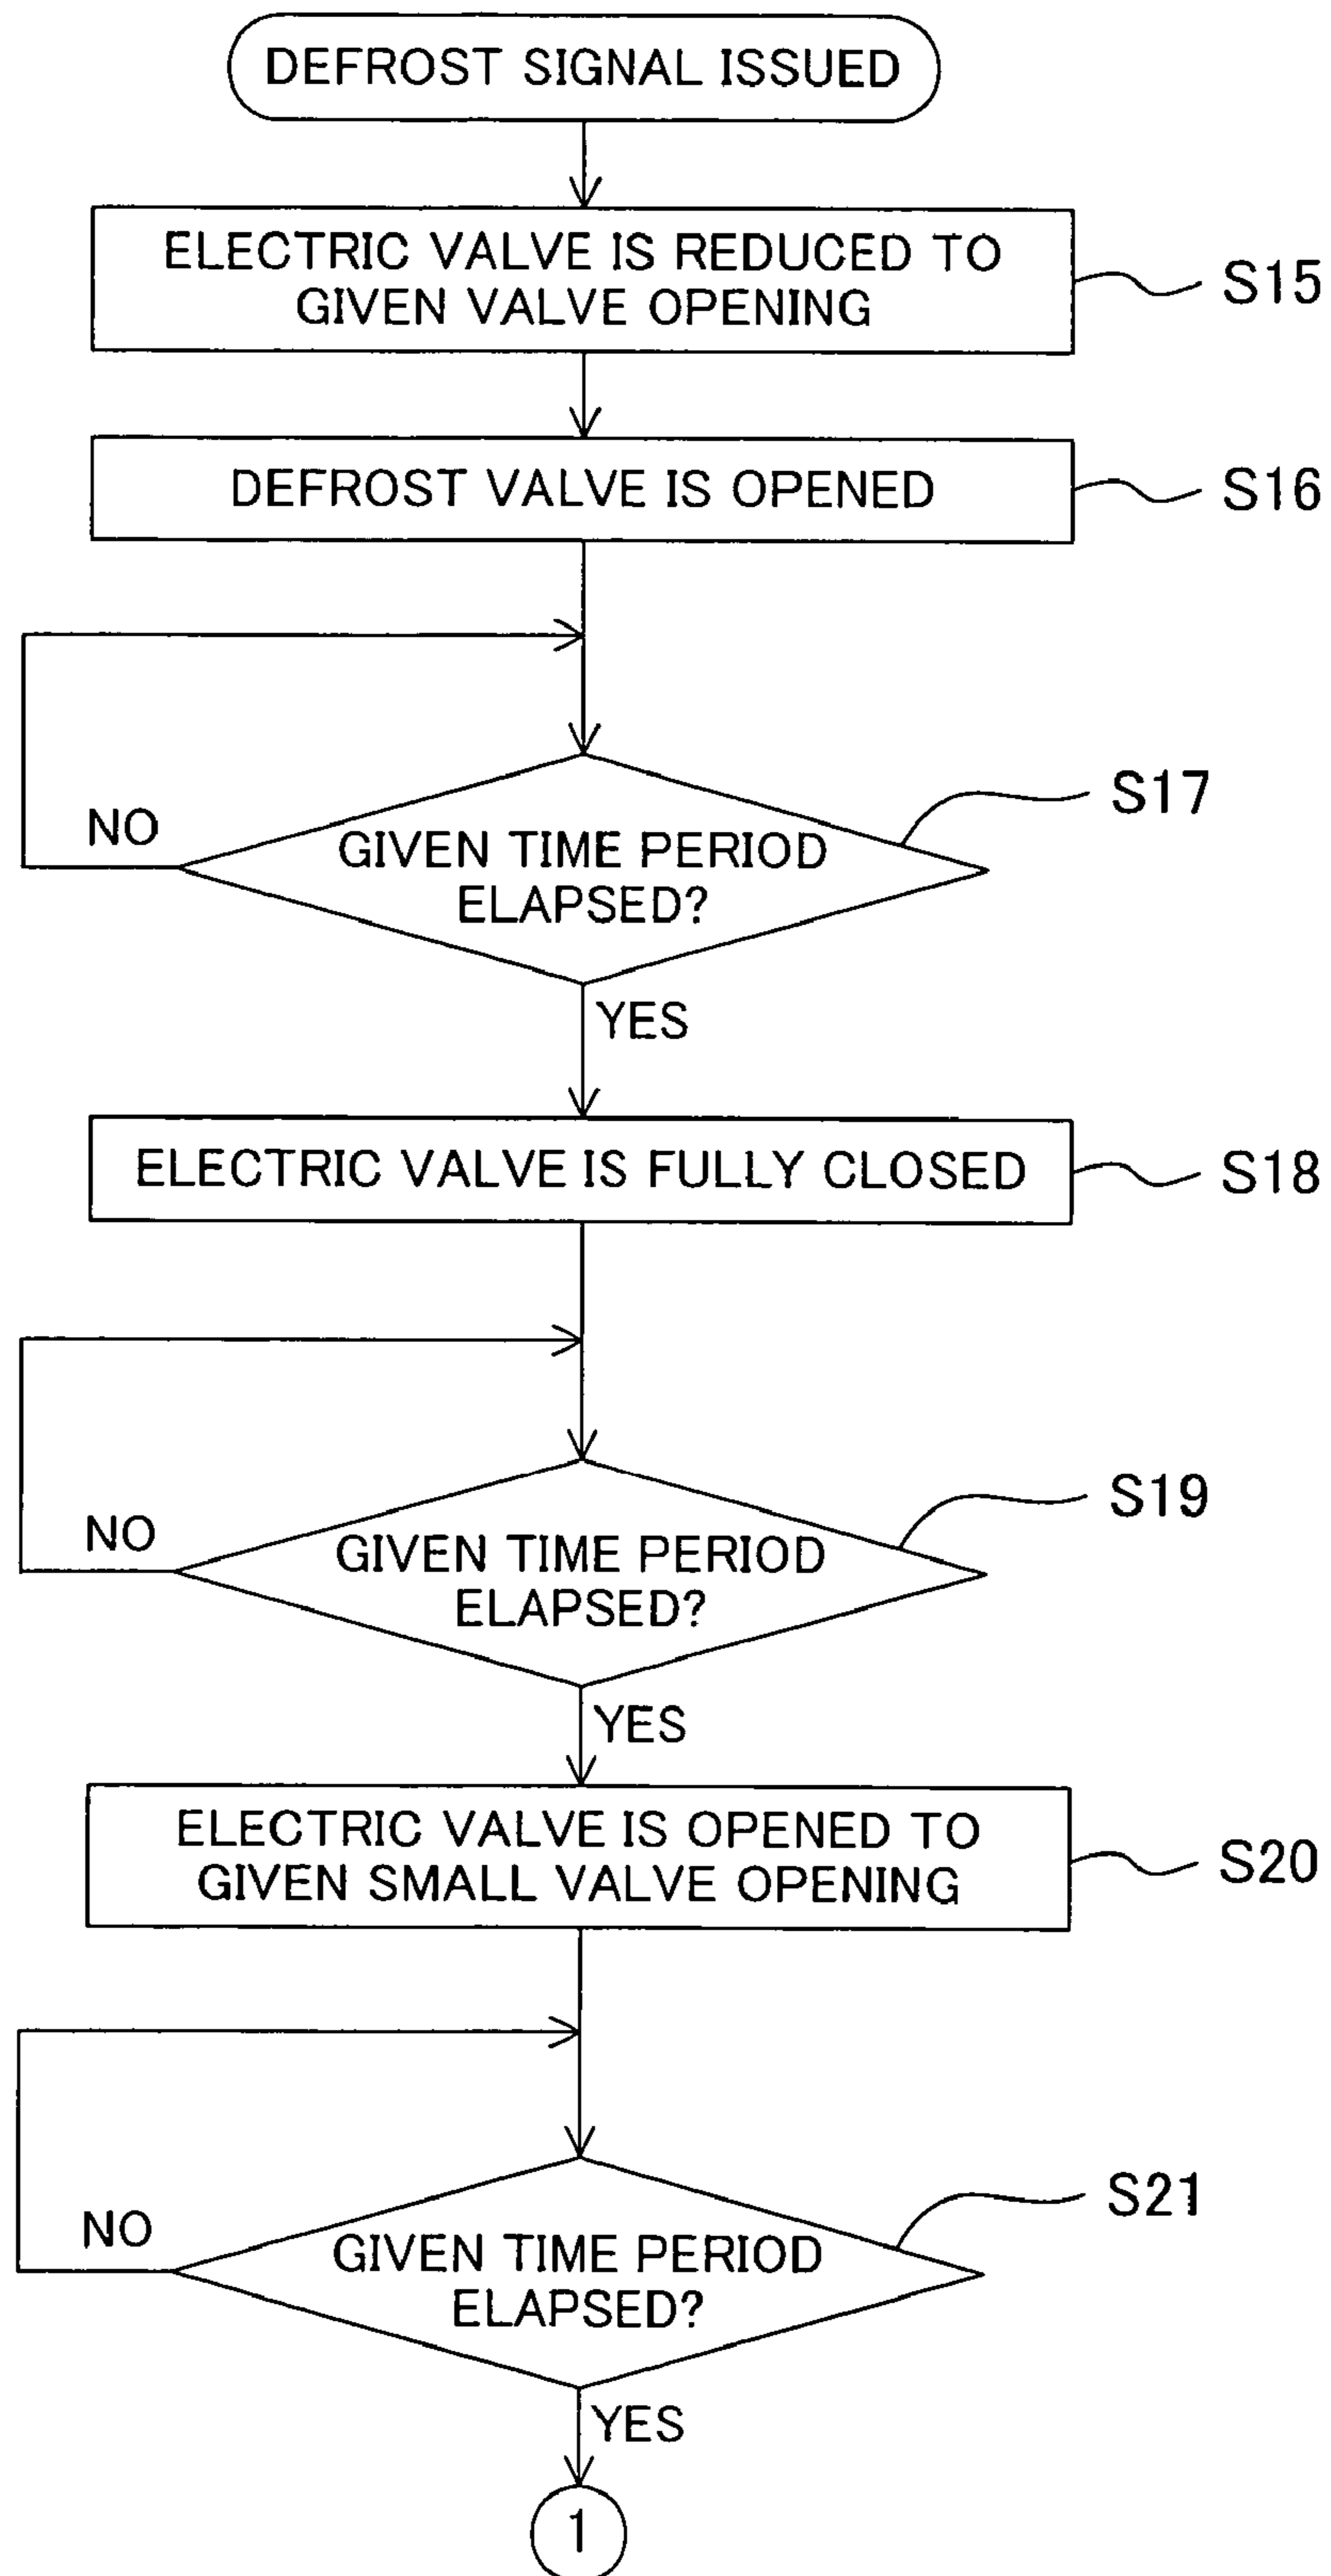 DEFROST SIGNAL ISSUED
ELECTRIC VALVE IS REDUCED TO
GIVEN VALVE OPENING
S15
DEFROST VALVE IS OPENED
S16
S17
NO
GIVEN TIME PERIOD
ELAPSED?
YES
ELECTRIC VALVE IS FULLY CLOSED
S18
S19
NO
GIVEN TIME PERIOD
ELAPSED?
YES
ELECTRIC VALVE IS OPENED TO
GIVEN SMALL VALVE OPENING
S20
S21
NO
GIVEN TIME PERIOD
ELAPSED?
YES
1